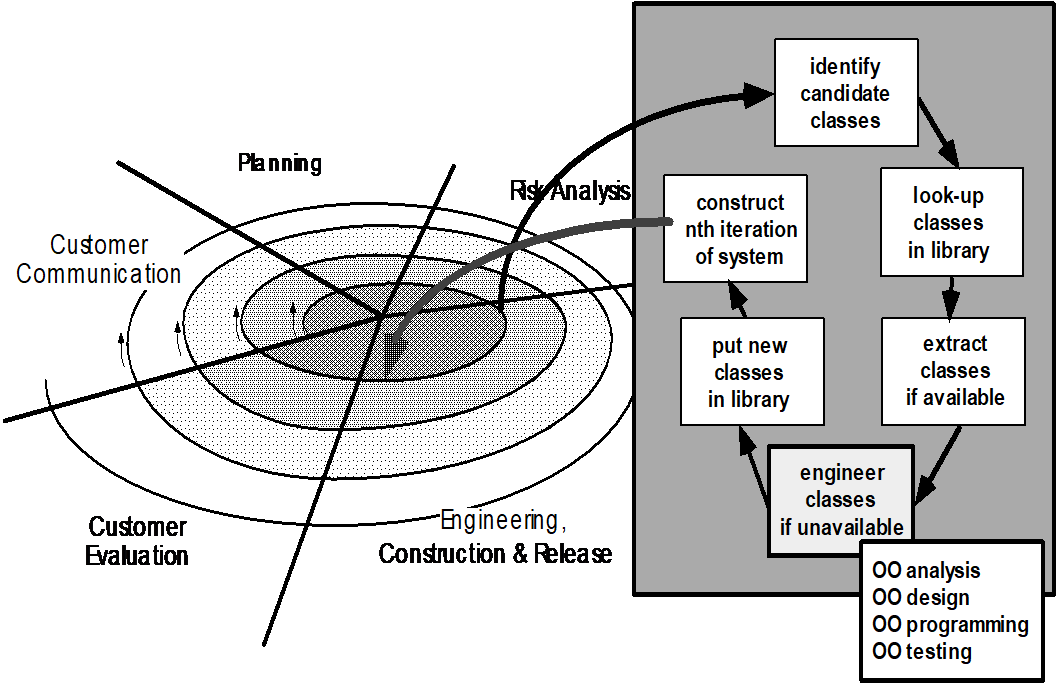 Planning
Risk Analysis
Customer
Communication
Customer
Evaluation
Engineering,
Construction & Release
identify
candidate
classes
look-up
classes
in library
extract
classes
if available
engineer
classes
if unavailable
put new
classes
in library
construct
nth iteration
of system
OO analysis
OO design
OO programming
OO testing